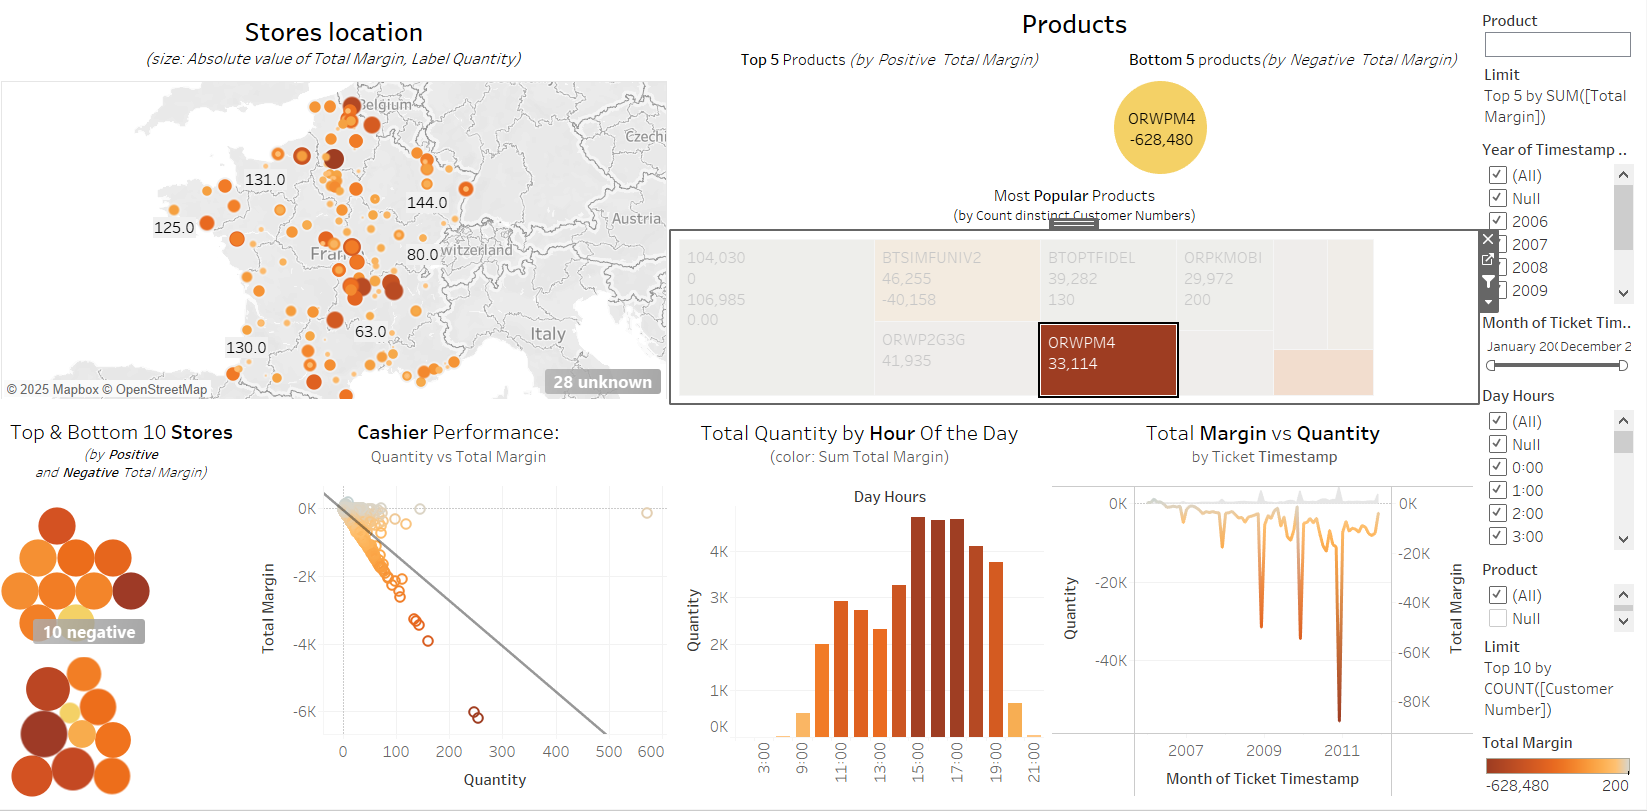 Stores location
(size: Absolute value of Total Margin, Label Quantity)
Belgium
Czechi
Austria
witzerland
Italy
131.0
144.0
125.0
80.0
63.0
130.0
© 2025 Mapbox © OpenStreetMap
28 unknown
Products
Top 5 Products (by Positive Total Margin)
Bottom 5 products(by Negative Total Margin)
ORWPM4
-628,480
Most Popular Products
(by Count dinstinct Customer Numbers)
104,030
0
106,985
0.00
BTSIMFUNIV2
46,255
-40,158
BTOPTFIDEL
39,282
130
ORPKMOBI
29,972
200
ORWP2G3G
41,935
ORWPM4
33,114
Product
Limit
Top 5 by SUM([Total
Margin])
Year of Timestamp ..
(All)
Null
2006
2007
2008
2009
Month of Ticket Tim...
January 200
December 2
Day Hours
(All)
Null
0:00
1:00
2:00
3:00
Product
(All)
Null
Limit
Top 10 by
COUNT([Customer
Number])
Total Margin
-628,480
200
Top & Bottom 10 Stores
(by Positive
and Negative Total Margin)
10 negative
Cashier Performance:
Quantity vs Total Margin
Total Margin
0K
-2K
-4K
-6K
0
100
200
300
400
500
600
Quantity
Total Quantity by Hour Of the Day
(color: Sum Total Margin)
Day Hours
Quantity
4K
3K
2K
1K
0K
3:00
9:00
11:00
13:00
15:00
17:00
19:00
21:00
Total Margin vs Quantity
by Ticket Timestamp
Quantity
0K
-20K
-40K
0K
-20K
-40K
-60K
-80K
Total Margin
2007
2009
2011
Month of Ticket Timestamp